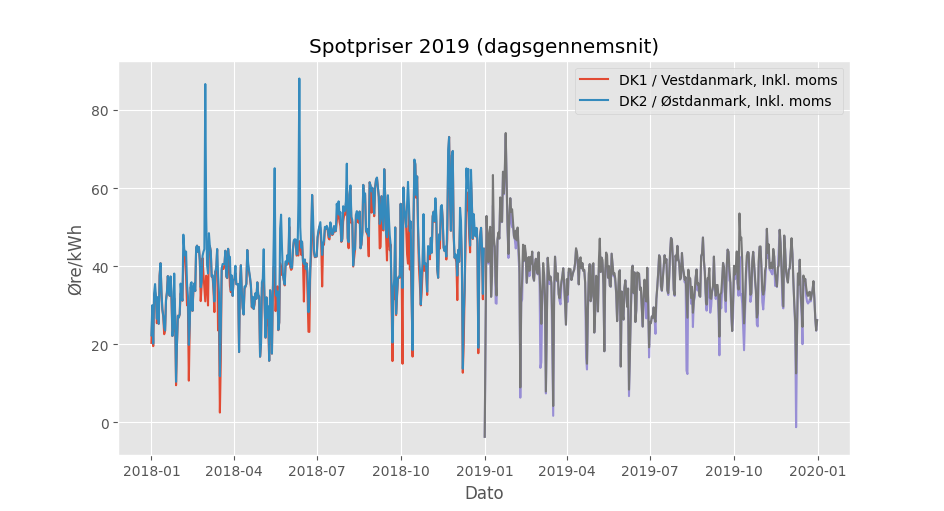 Spotpriser 2019 (dagsgennemsnit)
DK1 / Vestdanmark, Inkl. moms
DK2 / Østdanmark, Inkl. moms
80
60
40
20
0
Øre/kWh
2018-01 2018-04 2018-07 2018-10 2019-01 2019-04 2019-07 2019-10 2020-01
Dato